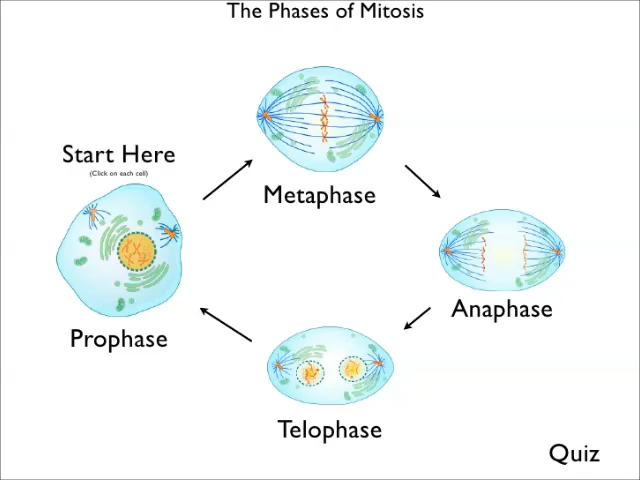 The Phases of Mitosis
Start Here
(Click on each cell)
Metaphase
Anaphase
Prophase
Telophase
Quiz